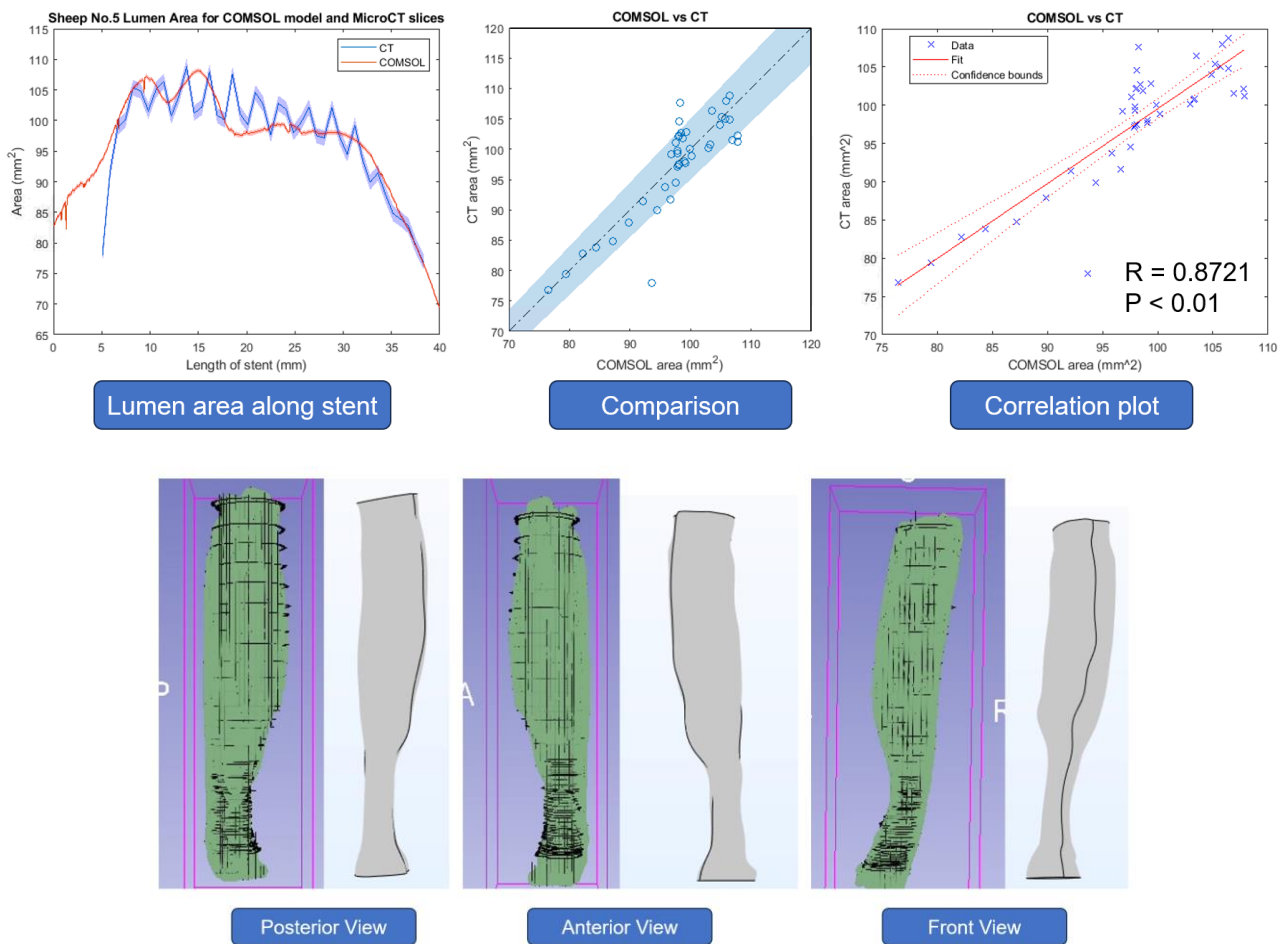 Sheep No.5 Lumen Area for COMSOL model and MicroCT slices
115
110
105
100
95
90
85
80
75
70
65
Area (mm²)
0
5
10
15
20
25
30
35
40
Length of stent (mm)
CT
COMSOL
Lumen area along stent
COMSOL vs CT
120
115
110
105
100
95
90
85
80
75
70
CT area (mm²)
70
80
90
100
110
120
COMSOL area (mm²)
Comparison
COMSOL vs CT
110
105
100
95
90
85
80
75
70
CT area (mm^2)
75
80
85
90
95
100
105
110
COMSOL area (mm^2)
Data
Fit
Confidence bounds
R = 0.8721
P < 0.01
Correlation plot
P
A
R
Posterior View
Anterior View
Front View